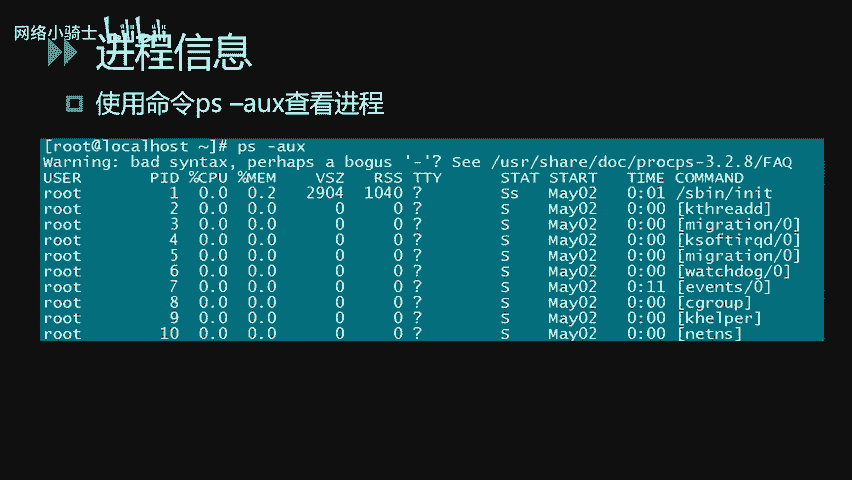 网络小骑士
进程信息
使用命令ps –aux查看进程
[root@localhost ~]# ps -aux
Warning: bad syntax, perhaps a bogus '-'? See /usr/share/doc/procps-3.2.8/FAQ
USER PID %CPU %MEM VSZ RSS TTY STAT START TIME COMMAND
root 1 0.0 0.2 2904 1040 ? Ss May02 0:01 /sbin/init
root 2 0.0 0.0 0 0 ? S May02 0:00 [kthreadd]
root 3 0.0 0.0 0 0 ? S May02 0:00 [migration/0]
root 4 0.0 0.0 0 0 ? S May02 0:00 [ksoftirqd/0]
root 5 0.0 0.0 0 0 ? S May02 0:00 [migration/0]
root 6 0.0 0.0 0 0 ? S May02 0:00 [watchdog/0]
root 7 0.0 0.0 0 0 ? S May02 0:11 [events/0]
root 8 0.0 0.0 0 0 ? S May02 0:00 [cgroup]
root 9 0.0 0.0 0 0 ? S May02 0:00 [khelper]
root 10 0.0 0.0 0 0 ? S May02 0:00 [netns]